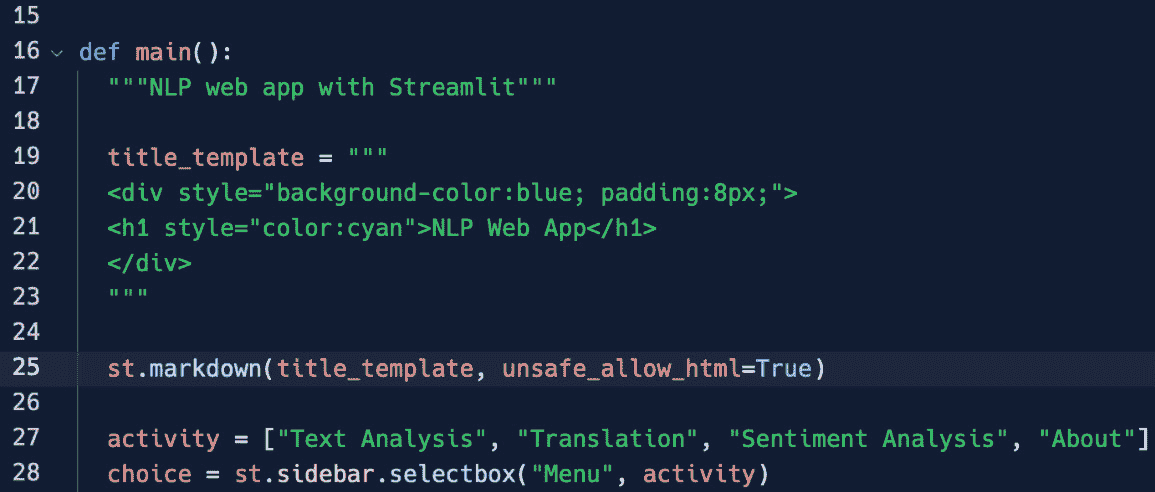 15
16 def main():
17 """NLP web app with Streamlit"""
18
19 title_template = """
20 <div style="background-color:blue; padding:8px;">
21 <h1 style="color:cyan">NLP Web App</h1>
22 </div>
23 """
24
25 st.markdown(title_template, unsafe_allow_html=True)
26
27 activity = ["Text Analysis", "Translation", "Sentiment Analysis", "About"]
28 choice = st.sidebar.selectbox("Menu", activity)